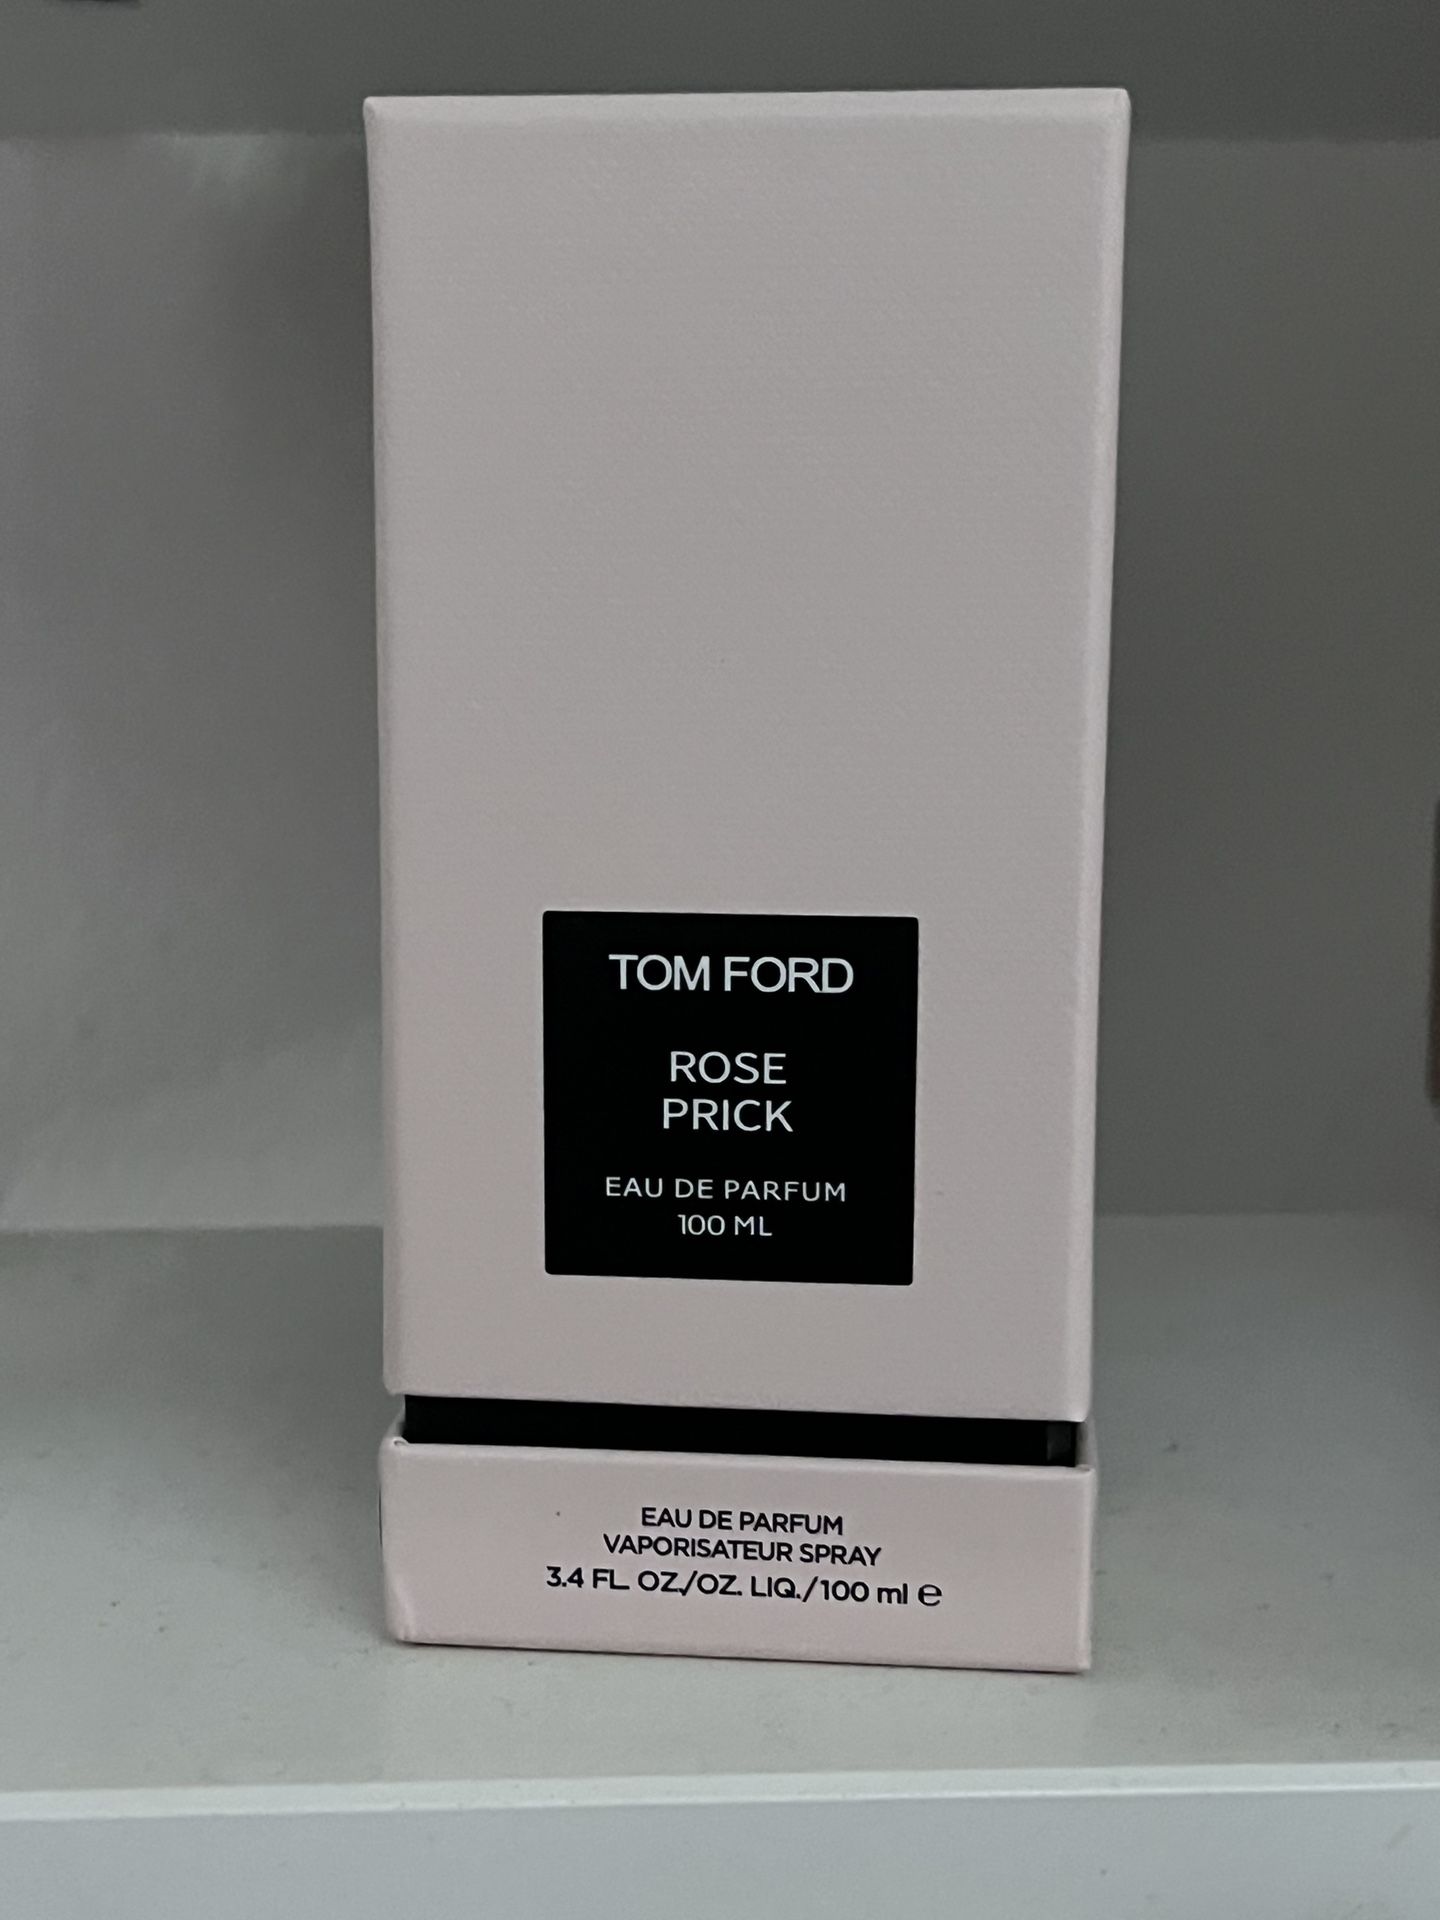 TOM FORD
ROSE
PRICK
EAU DE PARFUM
100 ML
EAU DE PARFUM
VAPORISATEUR SPRAY
3.4 FL. OZ./OZ. LIQ./100 ml ℮